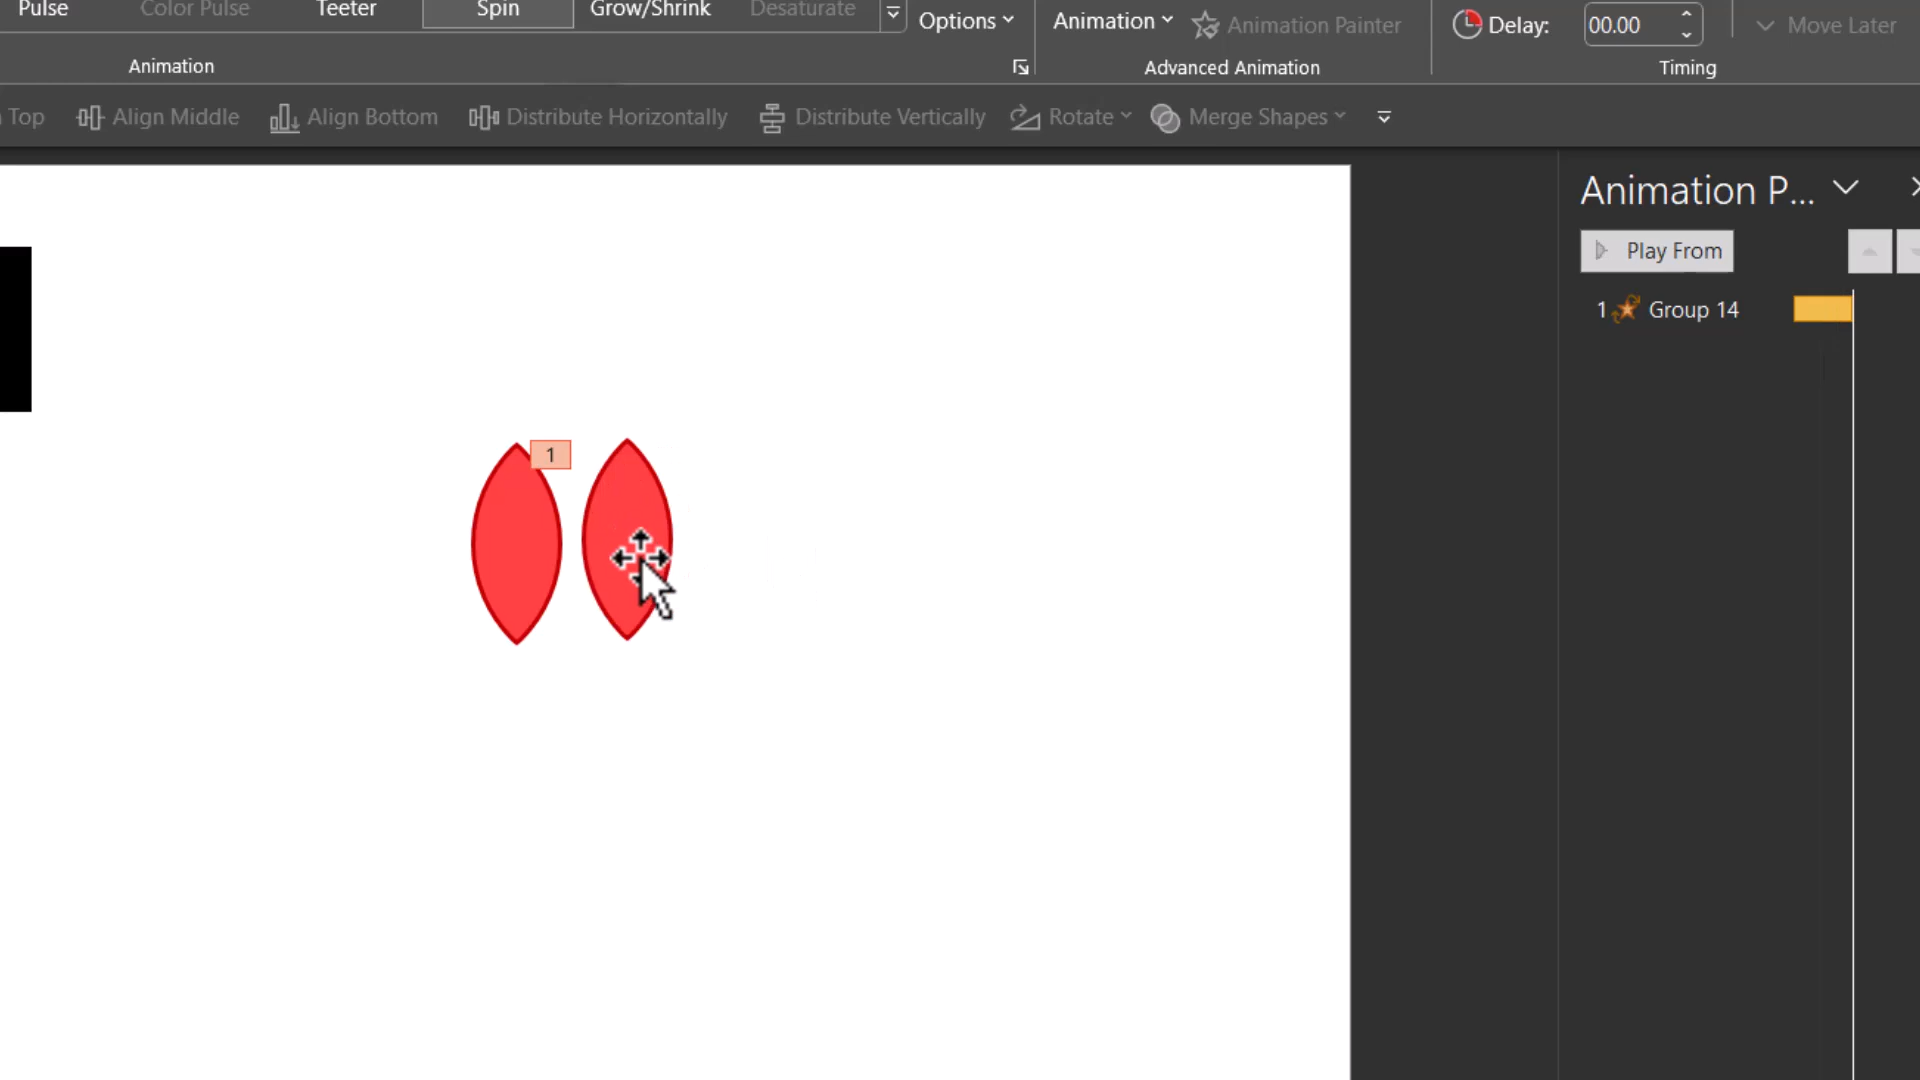 Pulse Color Pulse Teeter Spin Grow/Shrink Desaturate
Options Animation Animation Painter Delay: 00.00 Move Later
Animation Advanced Animation Timing
Top Align Middle Align Bottom Distribute Horizontally Distribute Vertically Rotate Merge Shapes
Animation P...
Play From
1 Group 14
1